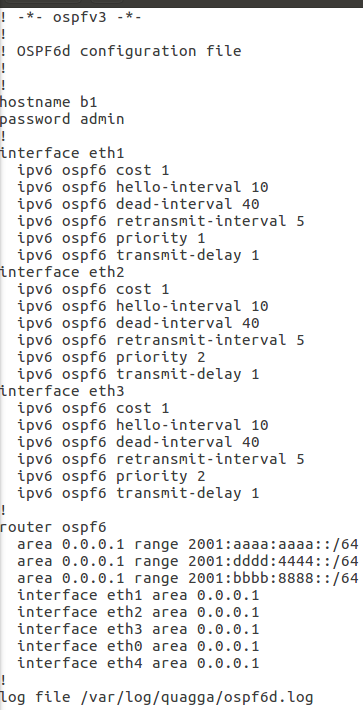 ! -*- ospfv3 -*-
!
! OSPF6d configuration file
!
!
hostname b1
password admin
!
interface eth1
  ipv6 ospf6 cost 1
  ipv6 ospf6 hello-interval 10
  ipv6 ospf6 dead-interval 40
  ipv6 ospf6 retransmit-interval 5
  ipv6 ospf6 priority 1
  ipv6 ospf6 transmit-delay 1
interface eth2
  ipv6 ospf6 cost 1
  ipv6 ospf6 hello-interval 10
  ipv6 ospf6 dead-interval 40
  ipv6 ospf6 retransmit-interval 5
  ipv6 ospf6 priority 2
  ipv6 ospf6 transmit-delay 1
interface eth3
  ipv6 ospf6 cost 1
  ipv6 ospf6 hello-interval 10
  ipv6 ospf6 dead-interval 40
  ipv6 ospf6 retransmit-interval 5
  ipv6 ospf6 priority 2
  ipv6 ospf6 transmit-delay 1
!
router ospf6
  area 0.0.0.1 range 2001:aaaa:aaaa::/64
  area 0.0.0.1 range 2001:dddd:4444::/64
  area 0.0.0.1 range 2001:bbbb:8888::/64
  interface eth1 area 0.0.0.1
  interface eth2 area 0.0.0.1
  interface eth3 area 0.0.0.1
  interface eth0 area 0.0.0.1
  interface eth4 area 0.0.0.1
!
log file /var/log/quagga/ospf6d.log